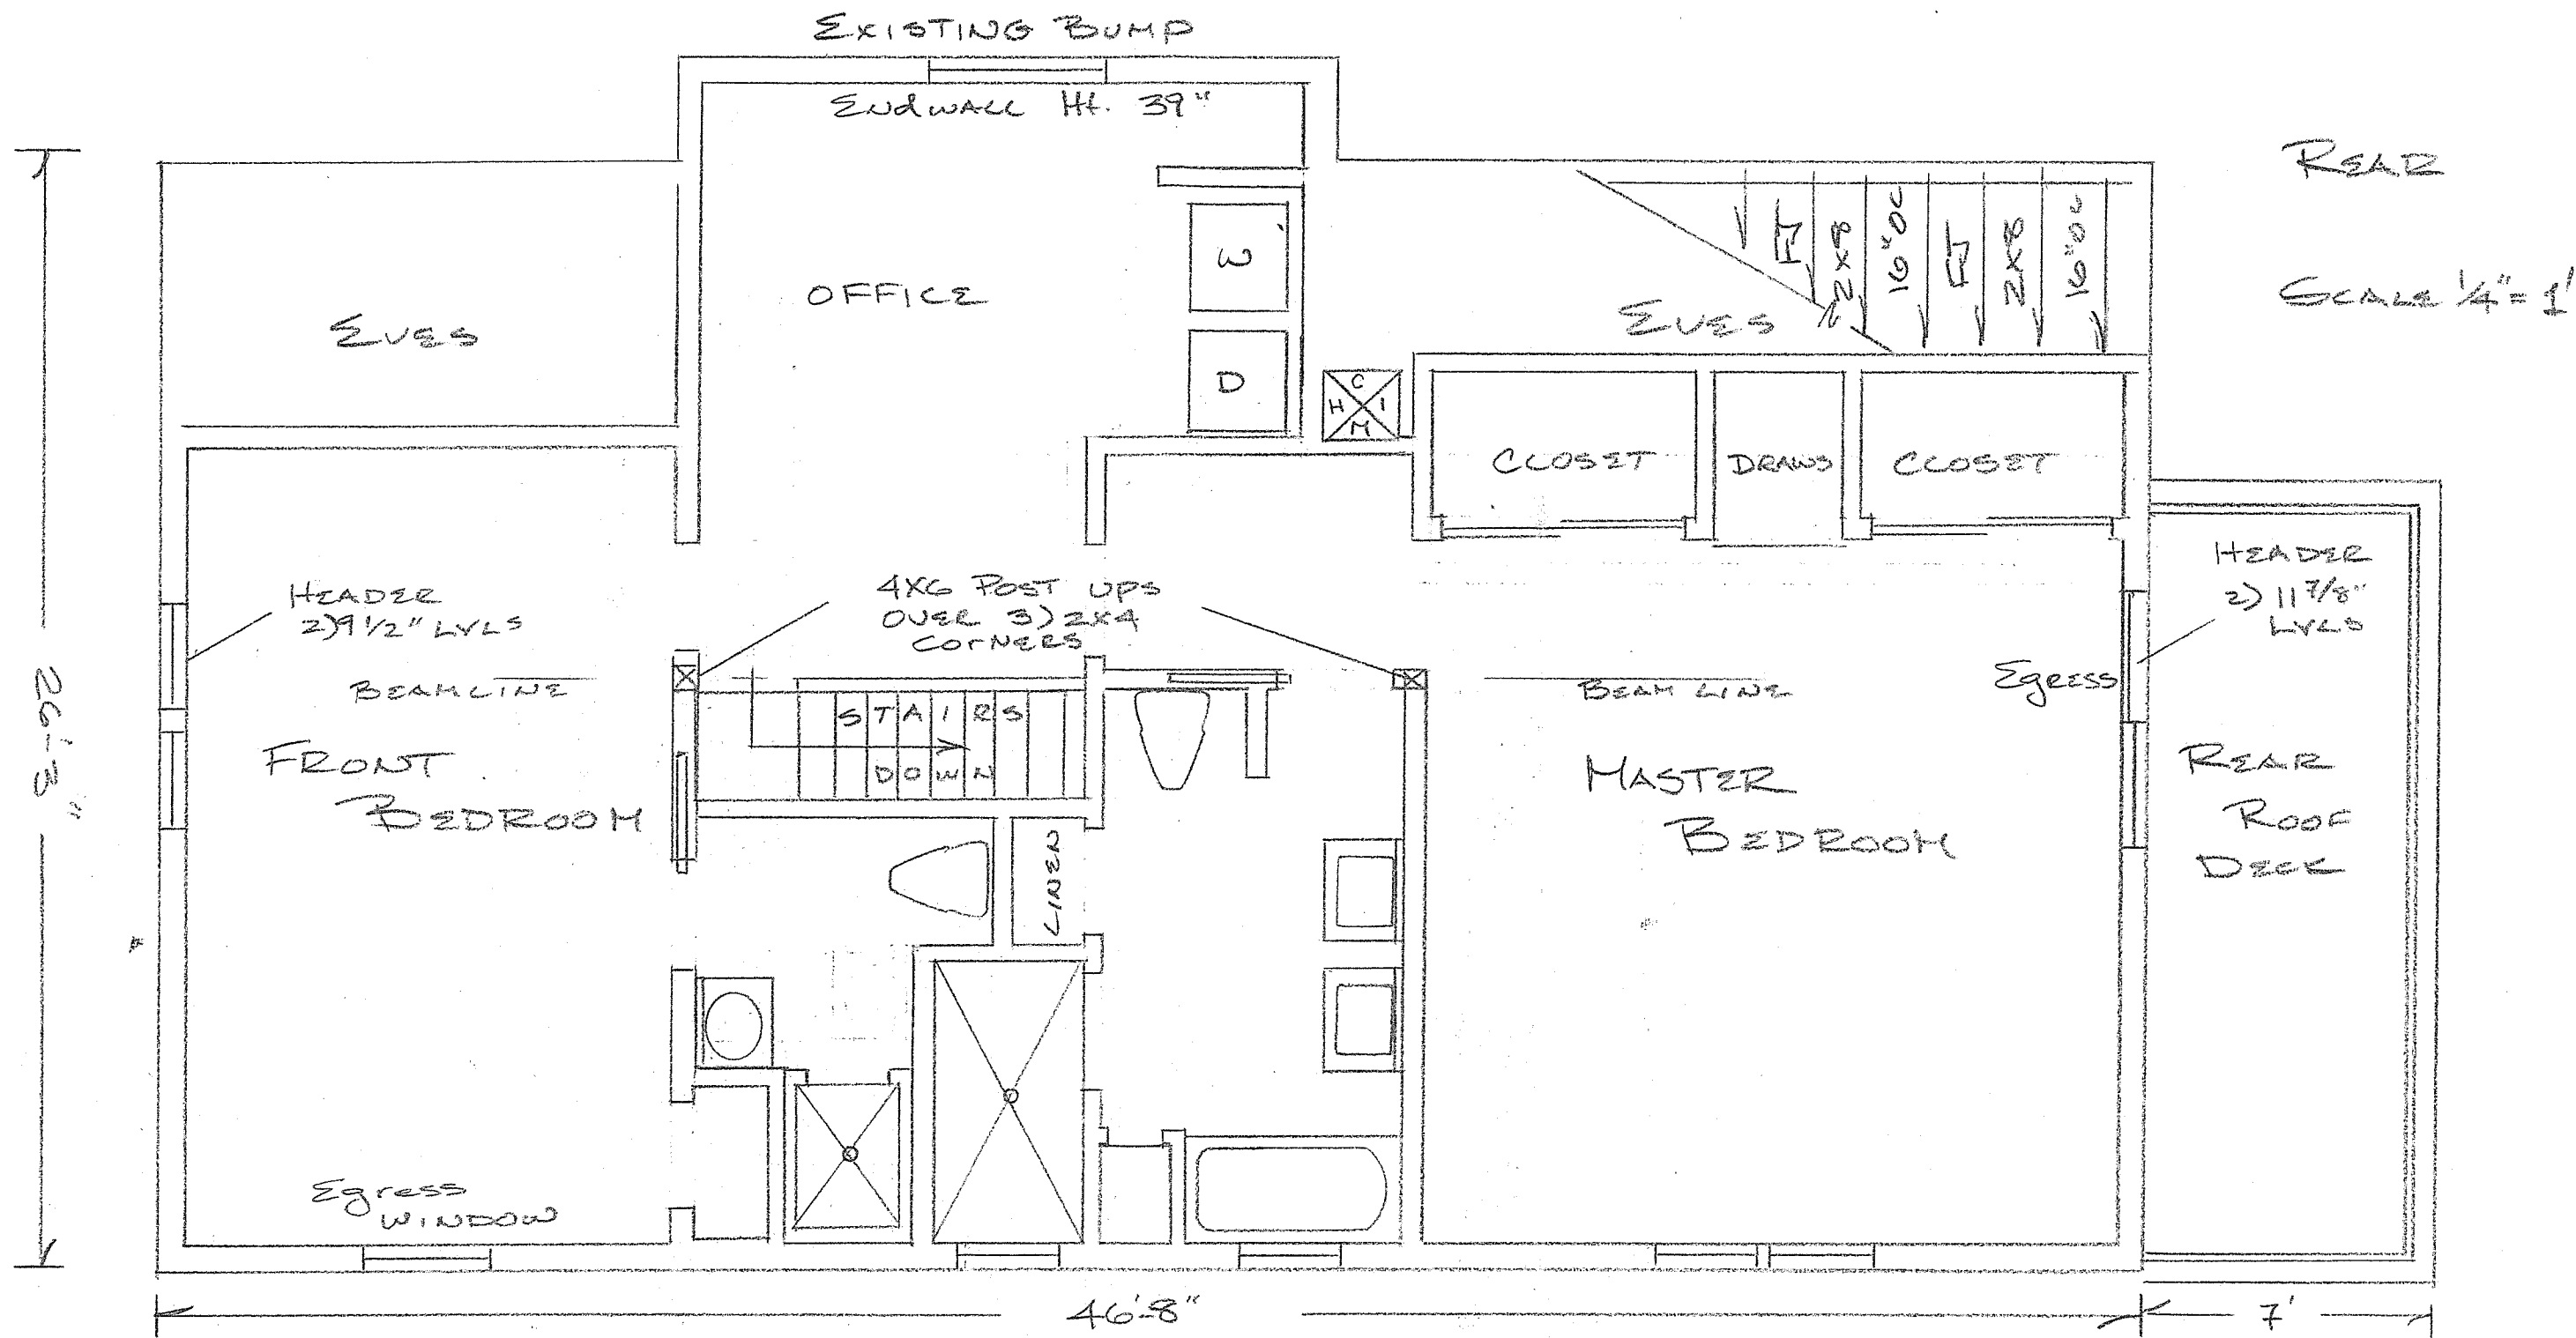 EXISTING BUMP
ENDWALL Ht. 39"
REAR
SCALE 1/4"=1'
OFFICE
W
D
EVES
EVES
FJ
2X8
16"OC
FJ
2X8
16"OC
C
H I
M
CLOSET
DRAWS
CLOSET
HEADER
2)9 1/2" LVLS
4X6 POST UPS
OVER 3)2X4
CORNERS
HEADER
2) 11 7/8"
LVLS
26'-3"
BEAMLINE
BEAM LINE
Egress
STAIRS
DOWN
FRONT
BEDROOM
LINEN
MASTER
BEDROOM
REAR
ROOF
DECK
Egress
WINDOW
46'-8"
7'